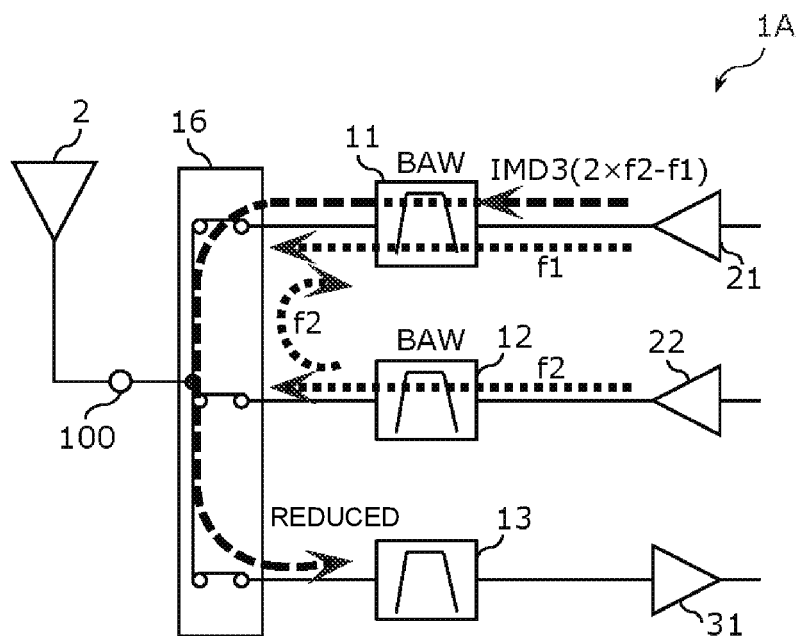 1A
2
16
11
BAW
IMD3(2×f2-f1)
f1
21
f2
BAW
12
22
f2
100
REDUCED
13
31